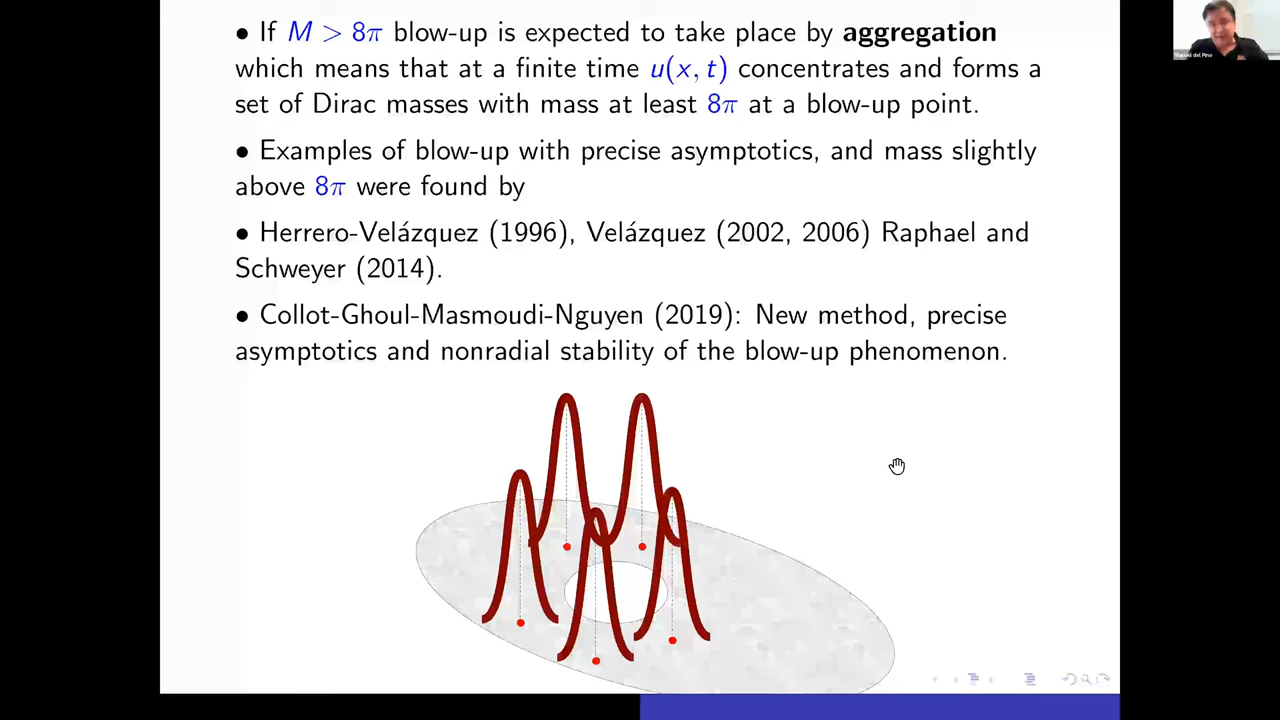 • If M > 8π blow-up is expected to take place by aggregation
which means that at a finite time u(x, t) concentrates and forms a
set of Dirac masses with mass at least 8π at a blow-up point.
• Examples of blow-up with precise asymptotics, and mass slightly
above 8π were found by
• Herrero-Velázquez (1996), Velázquez (2002, 2006) Raphael and
Schweyer (2014).
• Collot-Ghoul-Masmoudi-Nguyen (2019): New method, precise
asymptotics and nonradial stability of the blow-up phenomenon.
Manuel del Pino